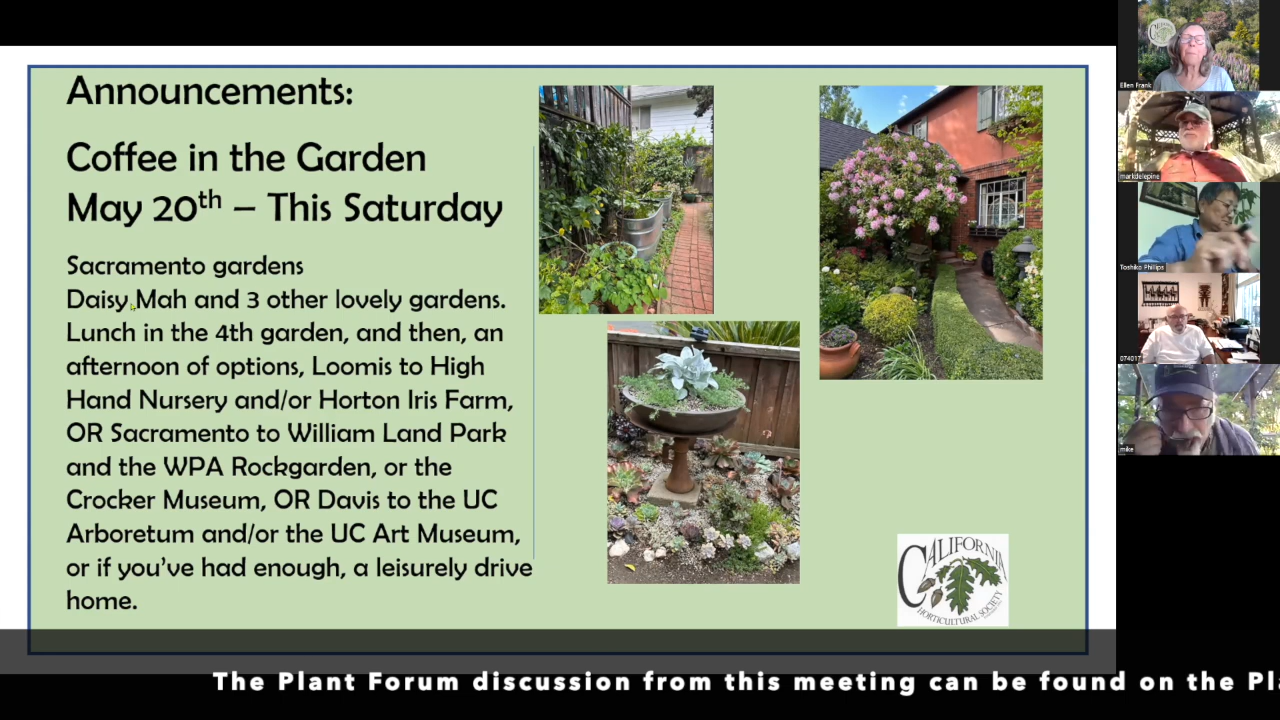 Announcements:
Coffee in the Garden
May 20th – This Saturday
Sacramento gardens
Daisy Mah and 3 other lovely gardens.
Lunch in the 4th garden, and then, an
afternoon of options, Loomis to High
Hand Nursery and/or Horton Iris Farm,
OR Sacramento to William Land Park
and the WPA Rockgarden, or the
Crocker Museum, OR Davis to the UC
Arboretum and/or the UC Art Museum,
or if you've had enough, a leisurely drive
home.
CALIFORNIA
HORTICULTURAL SOCIETY
Ellen Frank
markdelepine
Toshiko Phillips
074017
mike
The Plant Forum discussion from this meeting can be found on the Pla